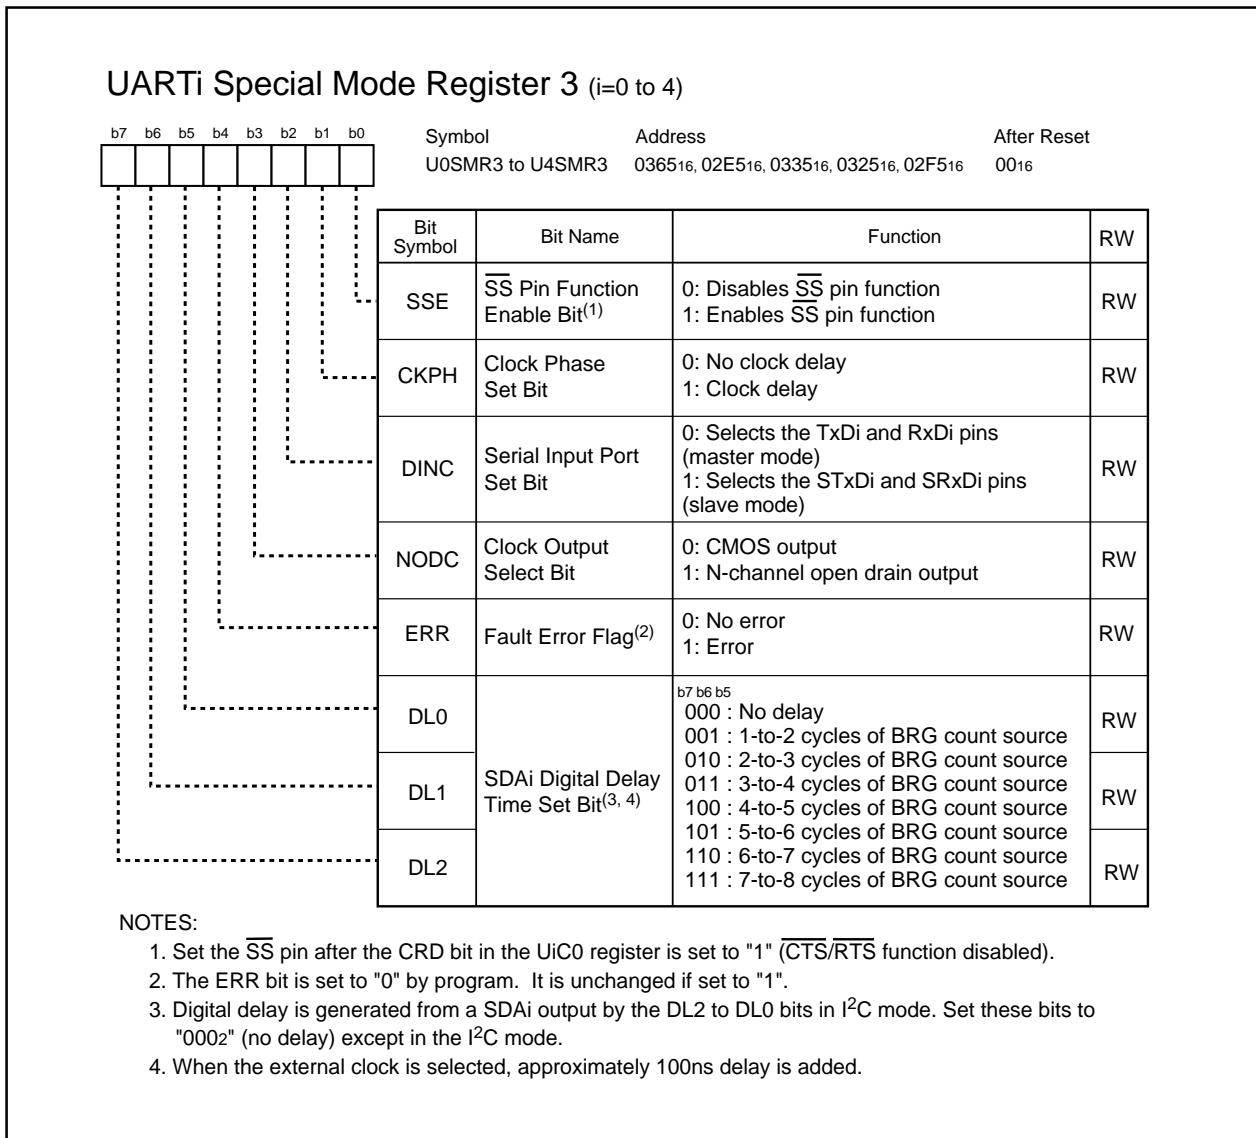 UARTi Special Mode Register 3 (i=0 to 4)
b7 b6 b5 b4 b3 b2 b1 b0
Symbol Address After Reset
U0SMR3 to U4SMR3 036516, 02E516, 033516, 032516, 02F516 0016
Bit Symbol Bit Name Function RW
SSE
SS Pin Function
Enable Bit(1)
0: Disables SS pin function
1: Enables SS pin function
RW
CKPH
Clock Phase
Set Bit
0: No clock delay
1: Clock delay
RW
DINC
Serial Input Port
Set Bit
0: Selects the TxDi and RxDi pins
(master mode)
1: Selects the STxDi and SRxDi pins
(slave mode)
RW
NODC
Clock Output
Select Bit
0: CMOS output
1: N-channel open drain output
RW
ERR
Fault Error Flag(2)
0: No error
1: Error
RW
DL0
DL1
DL2
SDAi Digital Delay
Time Set Bit(3, 4)
b7 b6 b5
000 : No delay
001 : 1-to-2 cycles of BRG count source
010 : 2-to-3 cycles of BRG count source
011 : 3-to-4 cycles of BRG count source
100 : 4-to-5 cycles of BRG count source
101 : 5-to-6 cycles of BRG count source
110 : 6-to-7 cycles of BRG count source
111 : 7-to-8 cycles of BRG count source
RW
RW
RW
NOTES:
1. Set the SS pin after the CRD bit in the UiC0 register is set to "1" (CTS/RTS function disabled).
2. The ERR bit is set to "0" by program. It is unchanged if set to "1".
3. Digital delay is generated from a SDAi output by the DL2 to DL0 bits in I2C mode. Set these bits to
"0002" (no delay) except in the I2C mode.
4. When the external clock is selected, approximately 100ns delay is added.